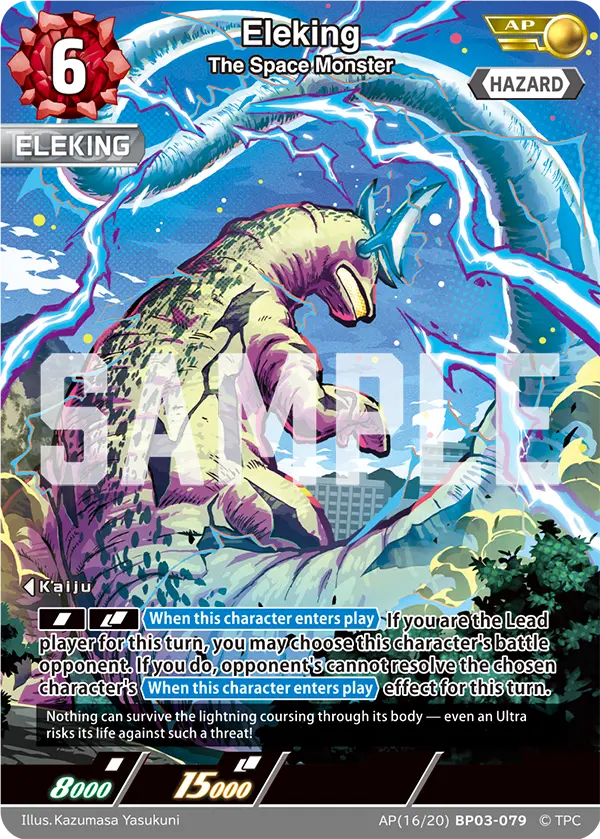 6
Eleking
The Space Monster
AP
HAZARD
ELEKING
SAMPLE
Kaiju
When this character enters play If you are the Lead
player for this turn, you may choose this character's battle
opponent. If you do, opponent's cannot resolve the chosen
character's When this character enters play effect for this turn.
Nothing can survive the lightning coursing through its body — even an Ultra
risks its life against such a threat!
8000 15000
Illus.Kazumasa Yasukuni AP(16/20) BP03-079 © TPC